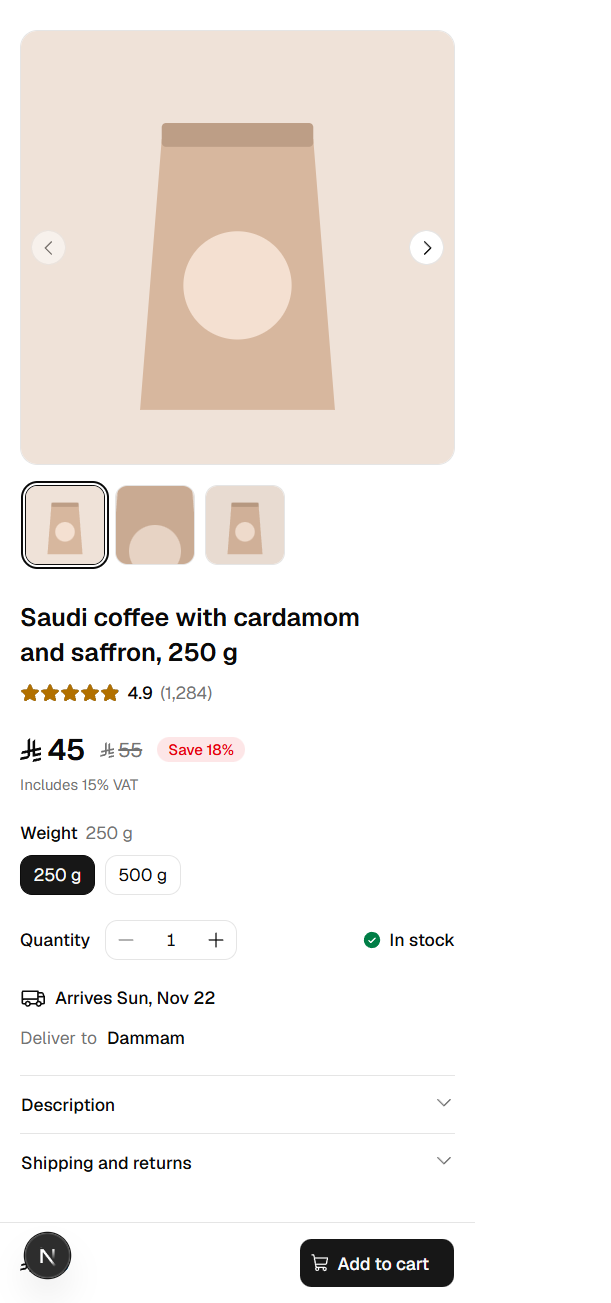 Saudi coffee with cardamom
and saffron, 250 g
4.9 (1,284)
⃁ 45 ⃁ 55 Save 18%
Includes 15% VAT
Weight 250 g
250 g 500 g
Quantity 1 In stock
Arrives Sun, Nov 22
Deliver to Dammam
Description
Shipping and returns
N Add to cart